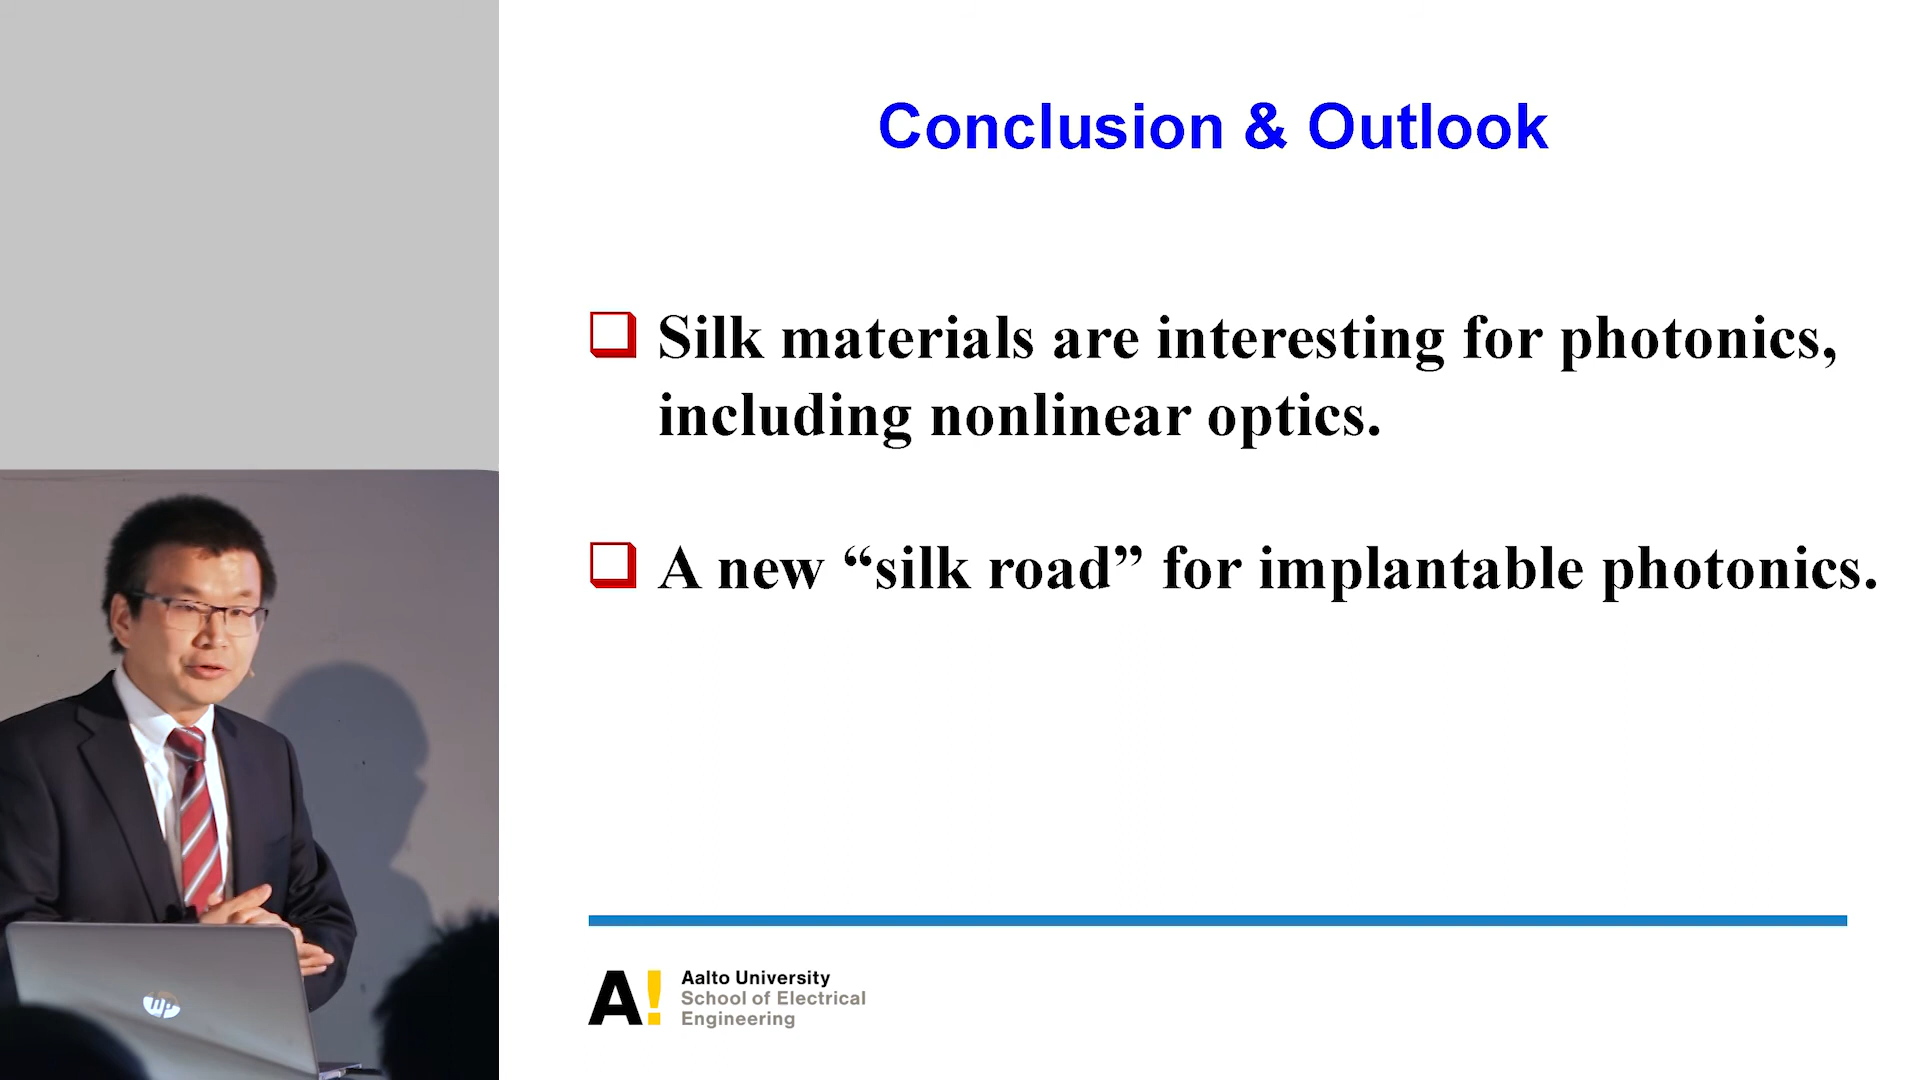 Conclusion & Outlook
Silk materials are interesting for photonics,
including nonlinear optics.
A new “silk road” for implantable photonics.
A!
Aalto University
School of Electrical
Engineering
hp